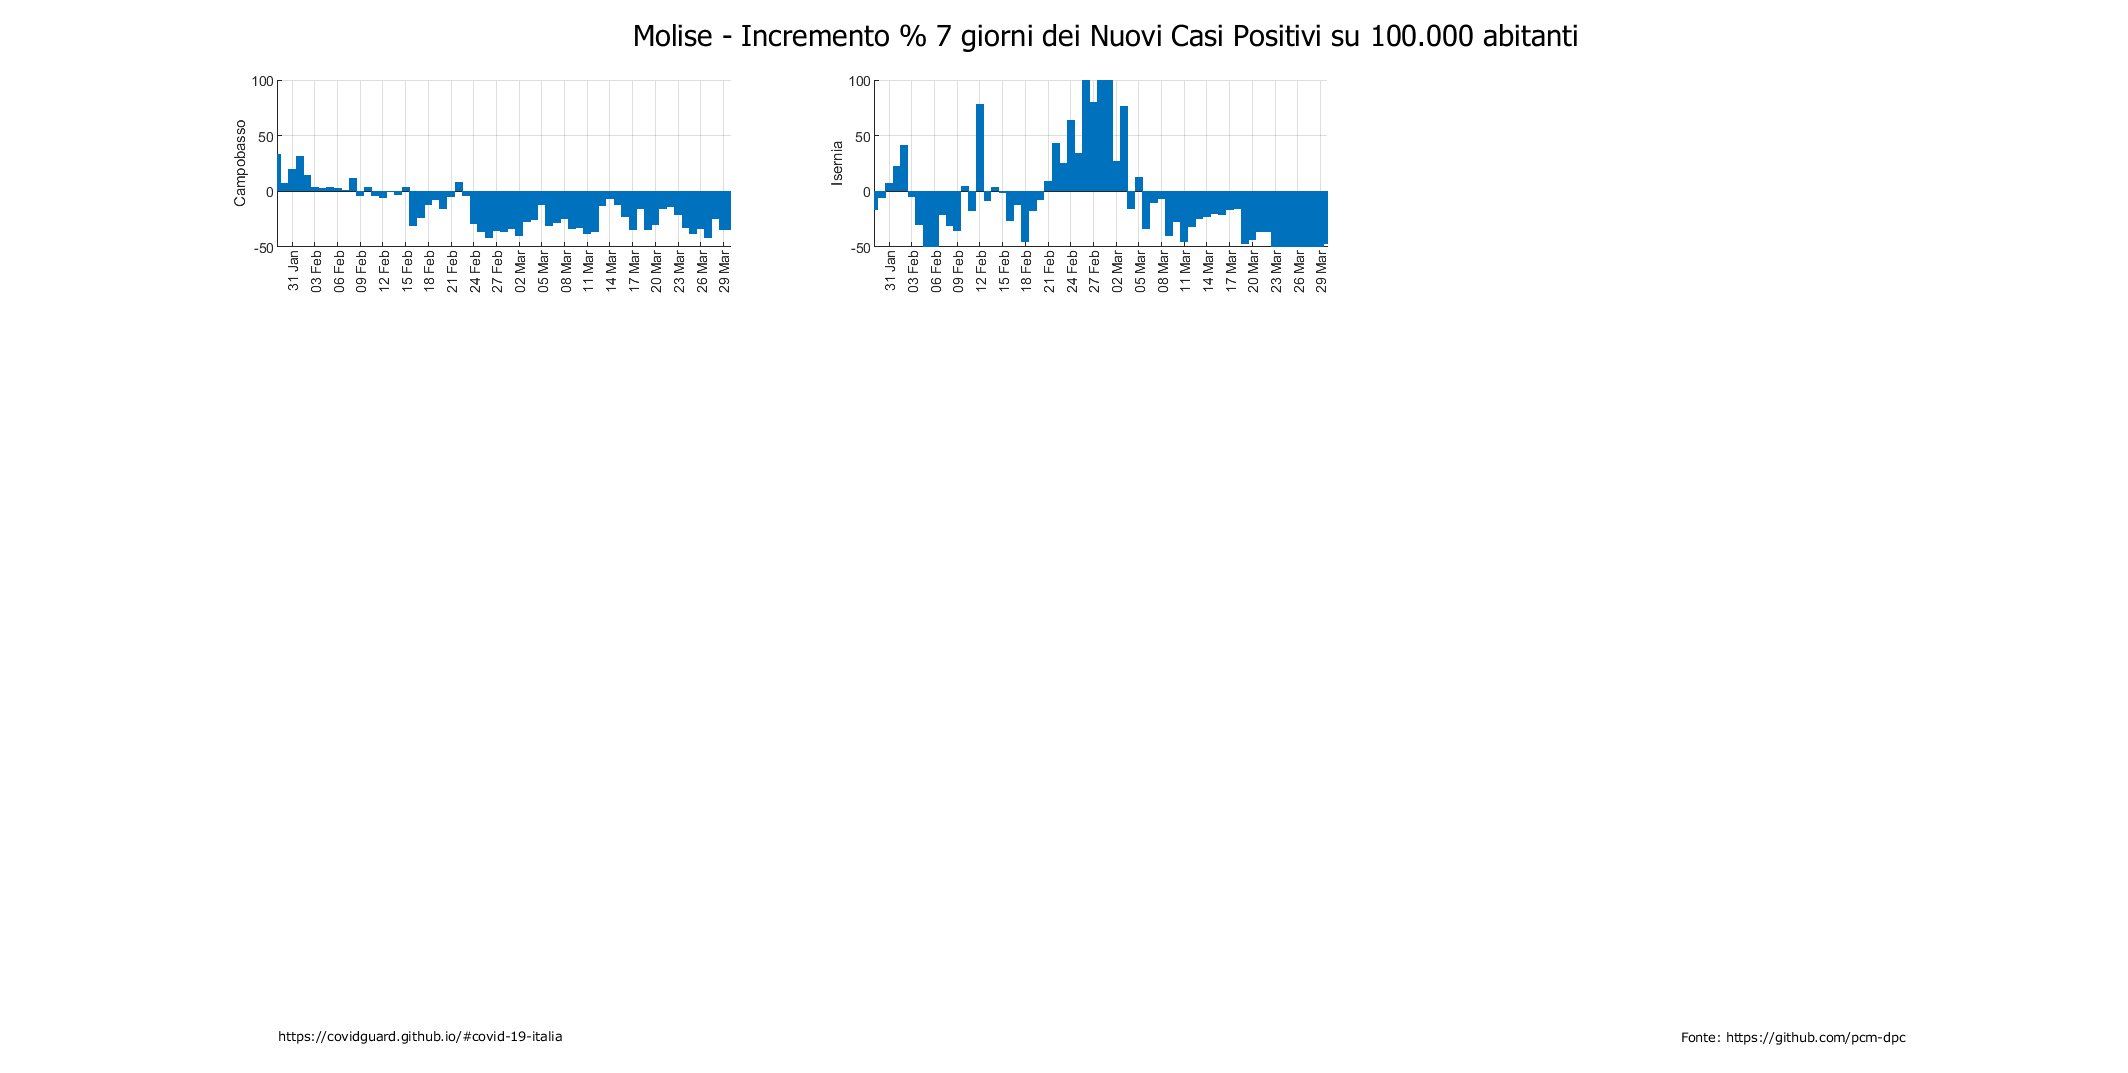 Molise - Incremento % 7 giorni dei Nuovi Casi Positivi su 100.000 abitanti
Campobasso
100
50
0
-50
31 Jan
03 Feb
06 Feb
09 Feb
12 Feb
15 Feb
18 Feb
21 Feb
24 Feb
27 Feb
02 Mar
05 Mar
08 Mar
11 Mar
14 Mar
17 Mar
20 Mar
23 Mar
26 Mar
29 Mar
Isernia
100
50
0
-50
31 Jan
03 Feb
06 Feb
09 Feb
12 Feb
15 Feb
18 Feb
21 Feb
24 Feb
27 Feb
02 Mar
05 Mar
08 Mar
11 Mar
14 Mar
17 Mar
20 Mar
23 Mar
26 Mar
29 Mar
https://covidguard.github.io/#covid-19-italia
Fonte: https://github.com/pcm-dpc